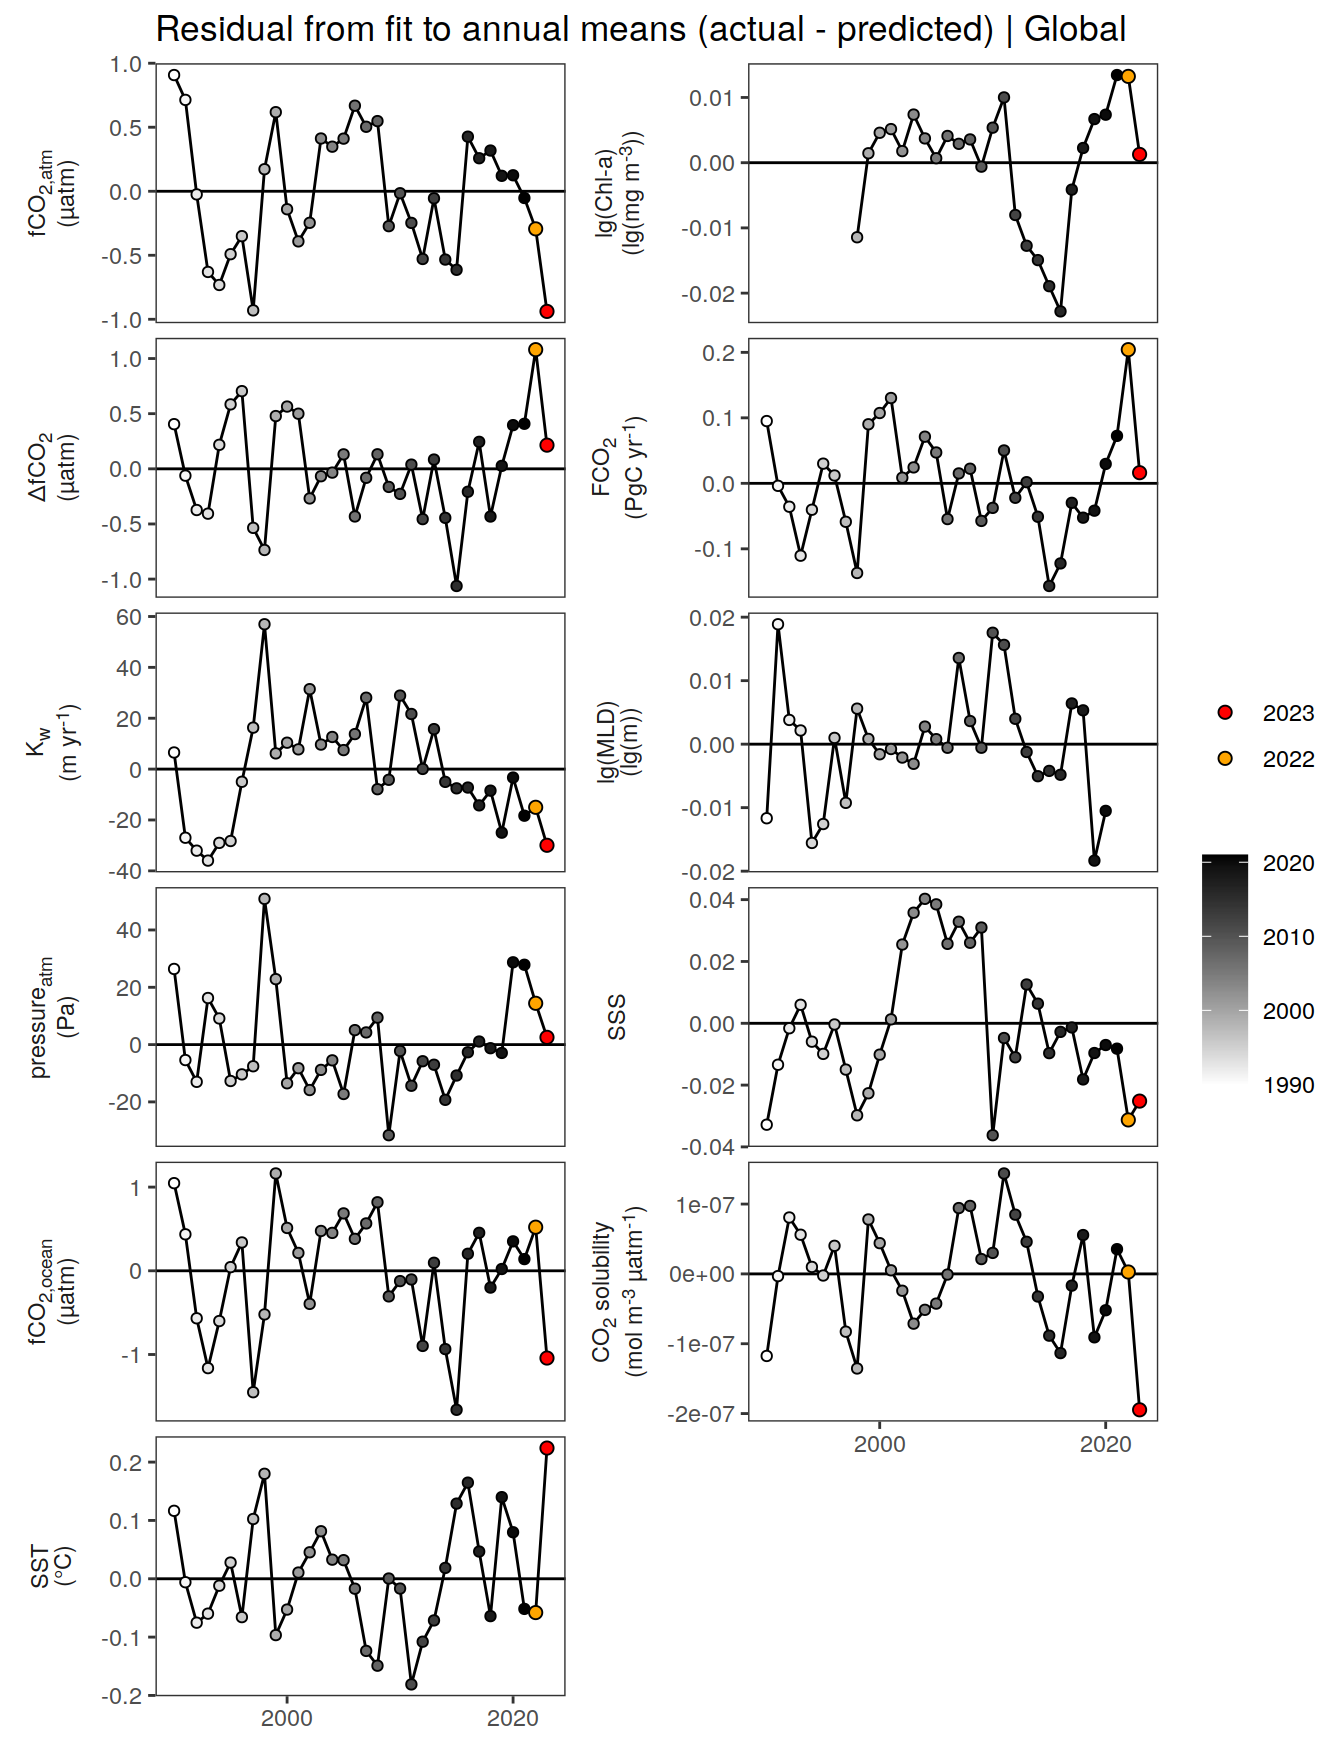 Residual from fit to annual means (actual - predicted) | Global
fCO2,atm
(µatm)
1.0
0.5
0.0
-0.5
-1.0
lg(Chl-a)
(lg(mg m-3))
0.01
0.00
-0.01
-0.02
ΔfCO2
(µatm)
1.0
0.5
0.0
-0.5
-1.0
FCO2
(PgC yr-1)
0.2
0.1
0.0
-0.1
Kw
(m yr-1)
60
40
20
0
-20
-40
lg(MLD)
(lg(m))
0.02
0.01
0.00
-0.01
-0.02
pressureatm
(Pa)
40
20
0
-20
SSS
0.04
0.02
0.00
-0.02
-0.04
fCO2,ocean
(µatm)
1
0
-1
CO2 solubility
(mol m-3 µatm-1)
1e-07
0e+00
-1e-07
-2e-07
2000
2020
SST
(°C)
0.2
0.1
0.0
-0.1
-0.2
2000
2020
2023
2022
2020
2010
2000
1990